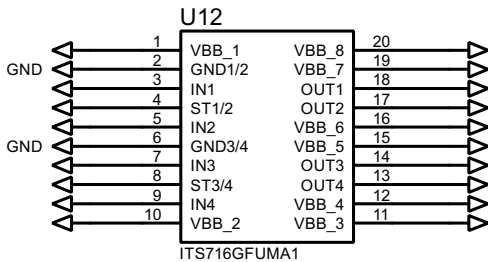 U12
1 VBB_1 VBB_8 20
GND 2 GND1/2 VBB_7 19
3 IN1 OUT1 18
4 ST1/2 OUT2 17
5 IN2 VBB_6 16
GND 6 GND3/4 VBB_5 15
7 IN3 OUT3 14
8 ST3/4 OUT4 13
9 IN4 VBB_4 12
10 VBB_2 VBB_3 11
ITS716GFUMA1